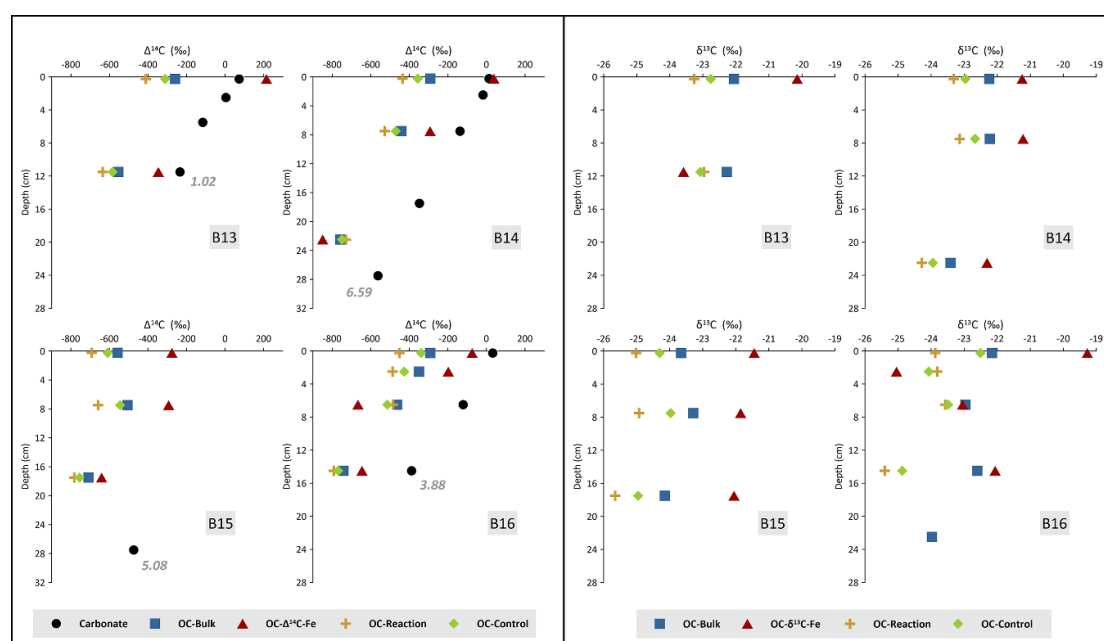 Δ¹⁴C (‰)
-800 -600 -400 -200 0 200
0
4
8
12
16
20
24
28
Depth (cm)
1.02
B13
Δ¹⁴C (‰)
-800 -600 -400 -200 0 200
0
4
8
12
16
20
24
28
32
Depth (cm)
6.59
B14
Δ¹⁴C (‰)
-800 -600 -400 -200 0 200
0
4
8
12
16
20
24
28
32
Depth (cm)
5.08
B15
Δ¹⁴C (‰)
-800 -600 -400 -200 0 200
0
4
8
12
16
20
24
28
32
Depth (cm)
3.88
B16
Carbonate OC-Bulk OC-Δ¹⁴C-Fe OC-Reaction OC-Control
δ¹³C (‰)
-26 -25 -24 -23 -22 -21 -20 -19
0
4
8
12
16
20
24
28
Depth (cm)
B13
δ¹³C (‰)
-26 -25 -24 -23 -22 -21 -20 -19
0
4
8
12
16
20
24
28
Depth (cm)
B14
δ¹³C (‰)
-26 -25 -24 -23 -22 -21 -20 -19
0
4
8
12
16
20
24
28
Depth (cm)
B15
δ¹³C (‰)
-26 -25 -24 -23 -22 -21 -20 -19
0
4
8
12
16
20
24
28
Depth (cm)
B16
OC-Bulk OC-δ¹³C-Fe OC-Reaction OC-Control